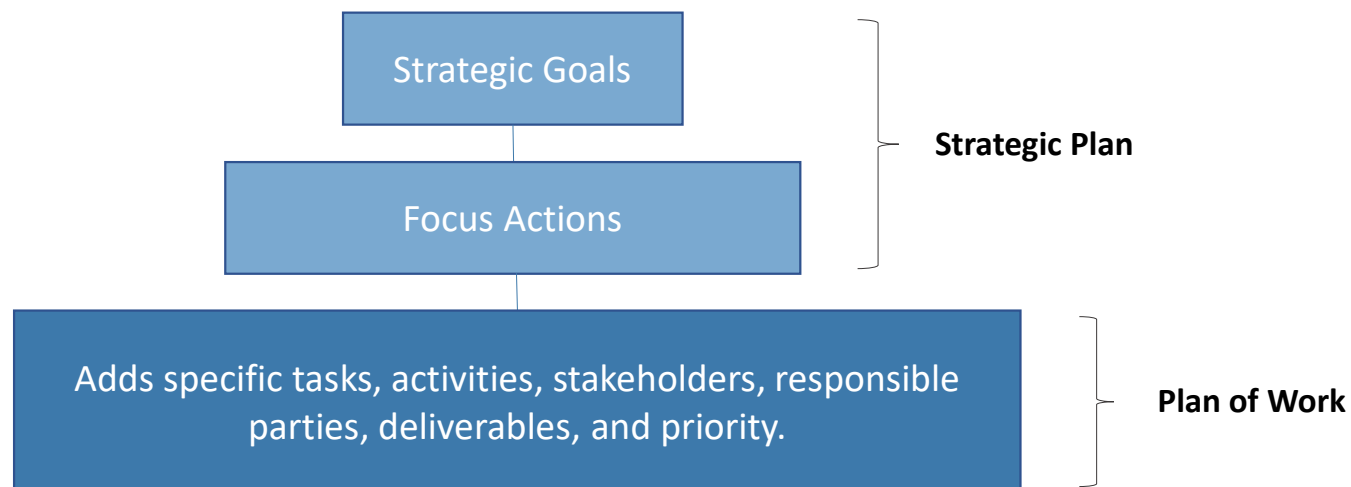 Strategic Goals
Strategic Plan
Focus Actions
Adds specific tasks, activities, stakeholders, responsible
parties, deliverables, and priority.
Plan of Work